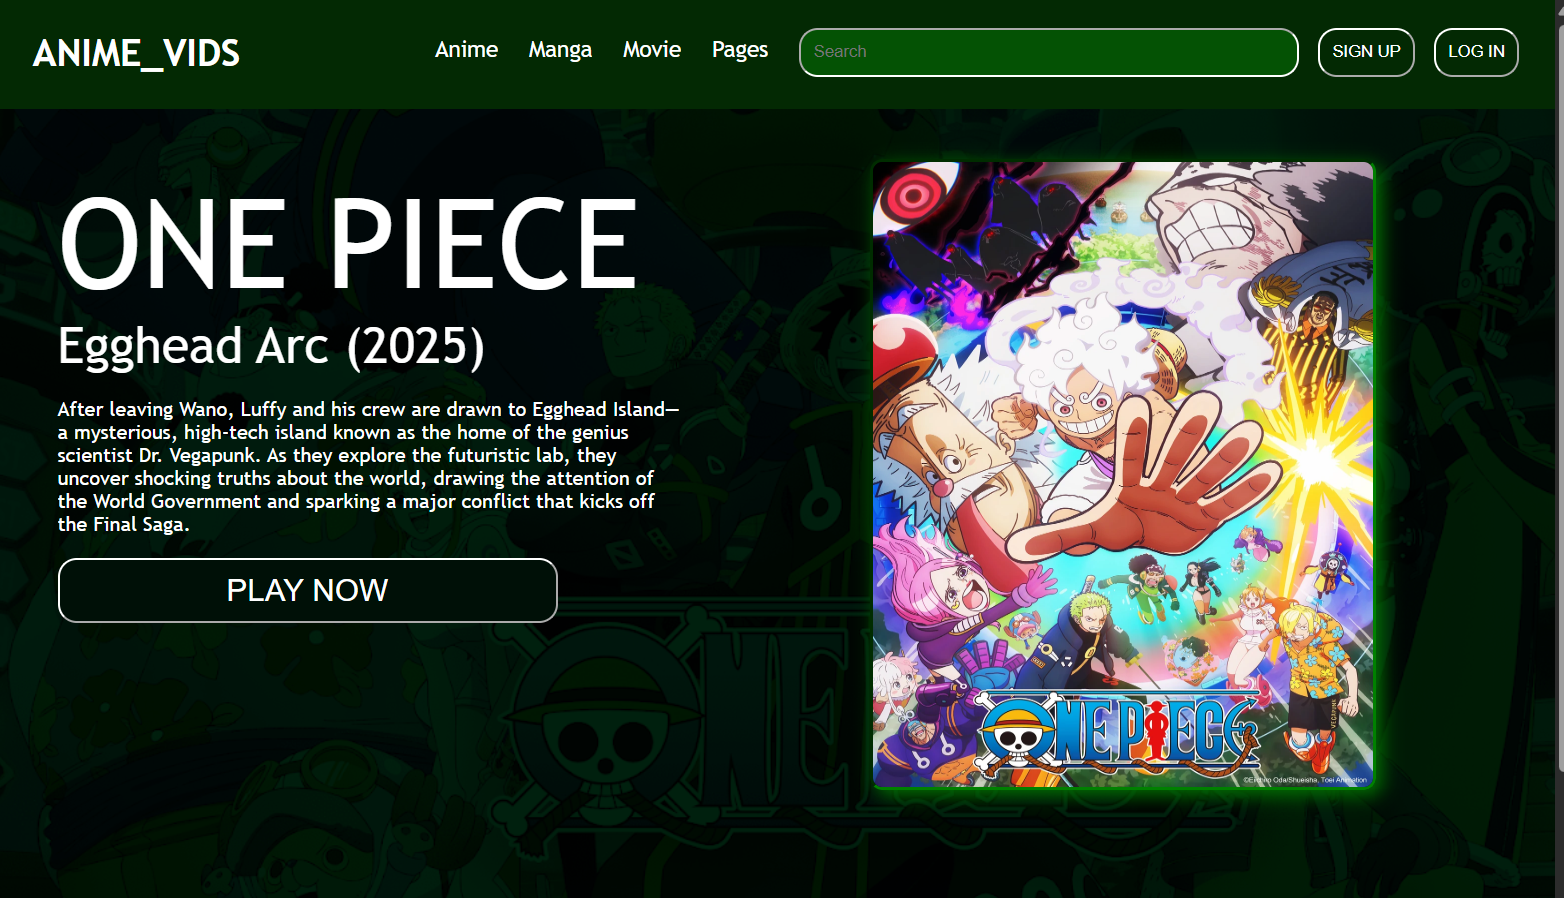 ANIME_VIDS
Anime Manga Movie Pages Search SIGN UP LOG IN
ONE PIECE
Egghead Arc (2025)
After leaving Wano, Luffy and his crew are drawn to Egghead Island—
a mysterious, high-tech island known as the home of the genius
scientist Dr. Vegapunk. As they explore the futuristic lab, they
uncover shocking truths about the world, drawing the attention of
the World Government and sparking a major conflict that kicks off
the Final Saga.
PLAY NOW
ONE PIECE
©Eiichiro Oda/Shueisha, Toei Animation